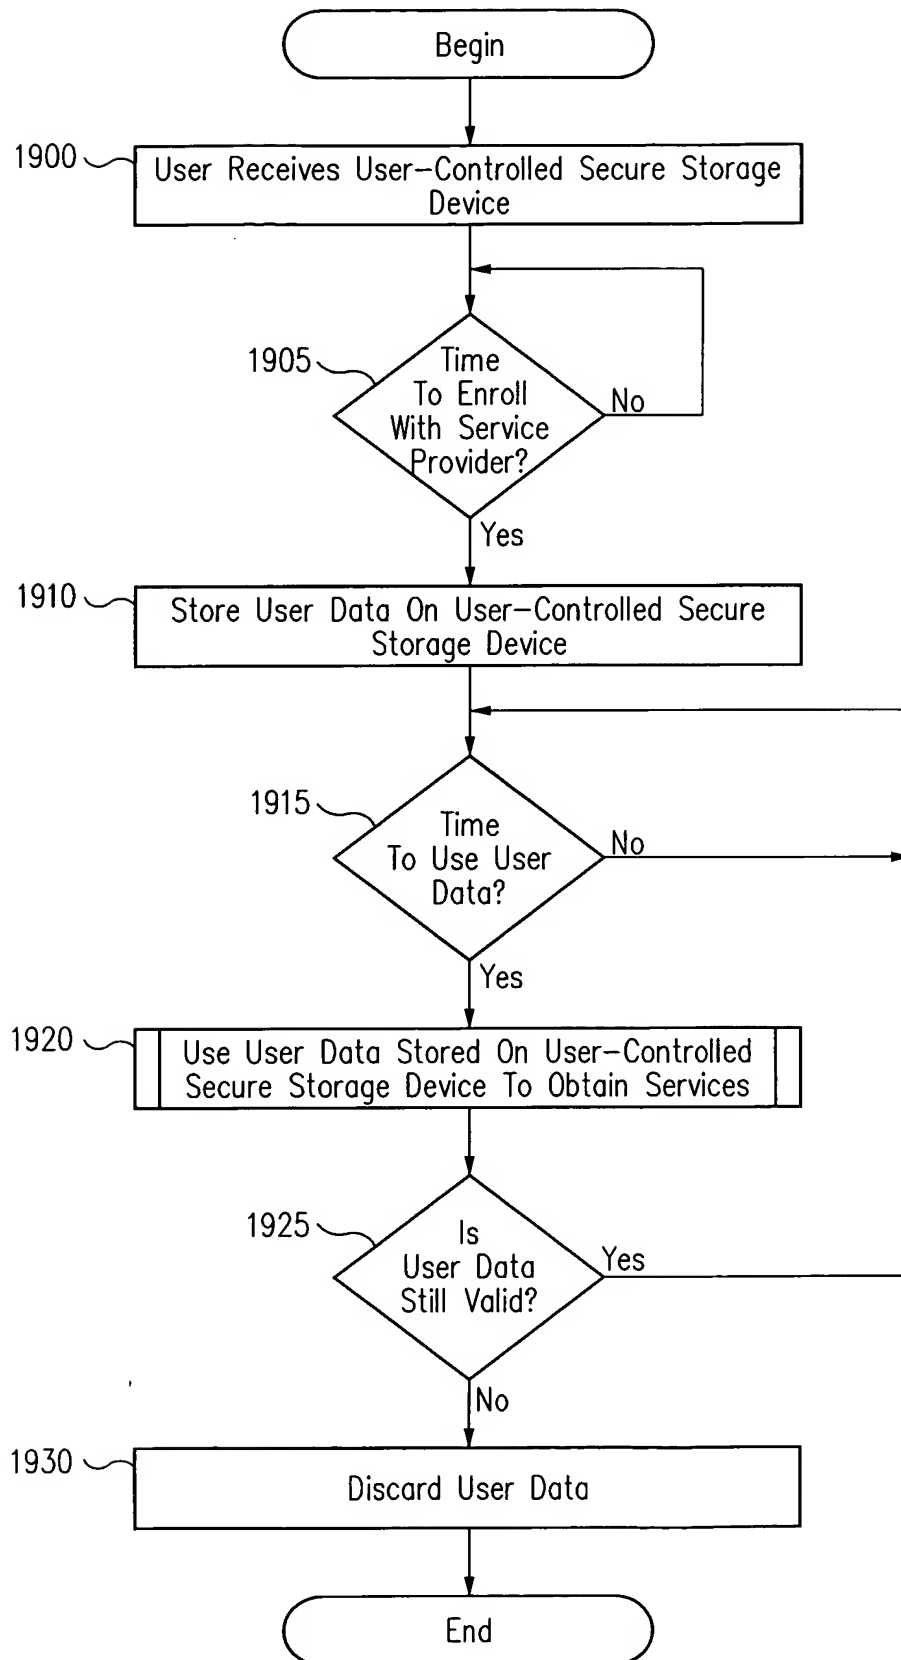 Begin
1900
User Receives User-Controlled Secure Storage
Device
1905
Time
To Enroll
With Service
Provider?
No
Yes
1910
Store User Data On User-Controlled Secure
Storage Device
1915
Time
To Use User
Data?
No
Yes
1920
Use User Data Stored On User-Controlled
Secure Storage Device To Obtain Services
1925
Is
User Data
Still Valid?
Yes
No
1930
Discard User Data
End